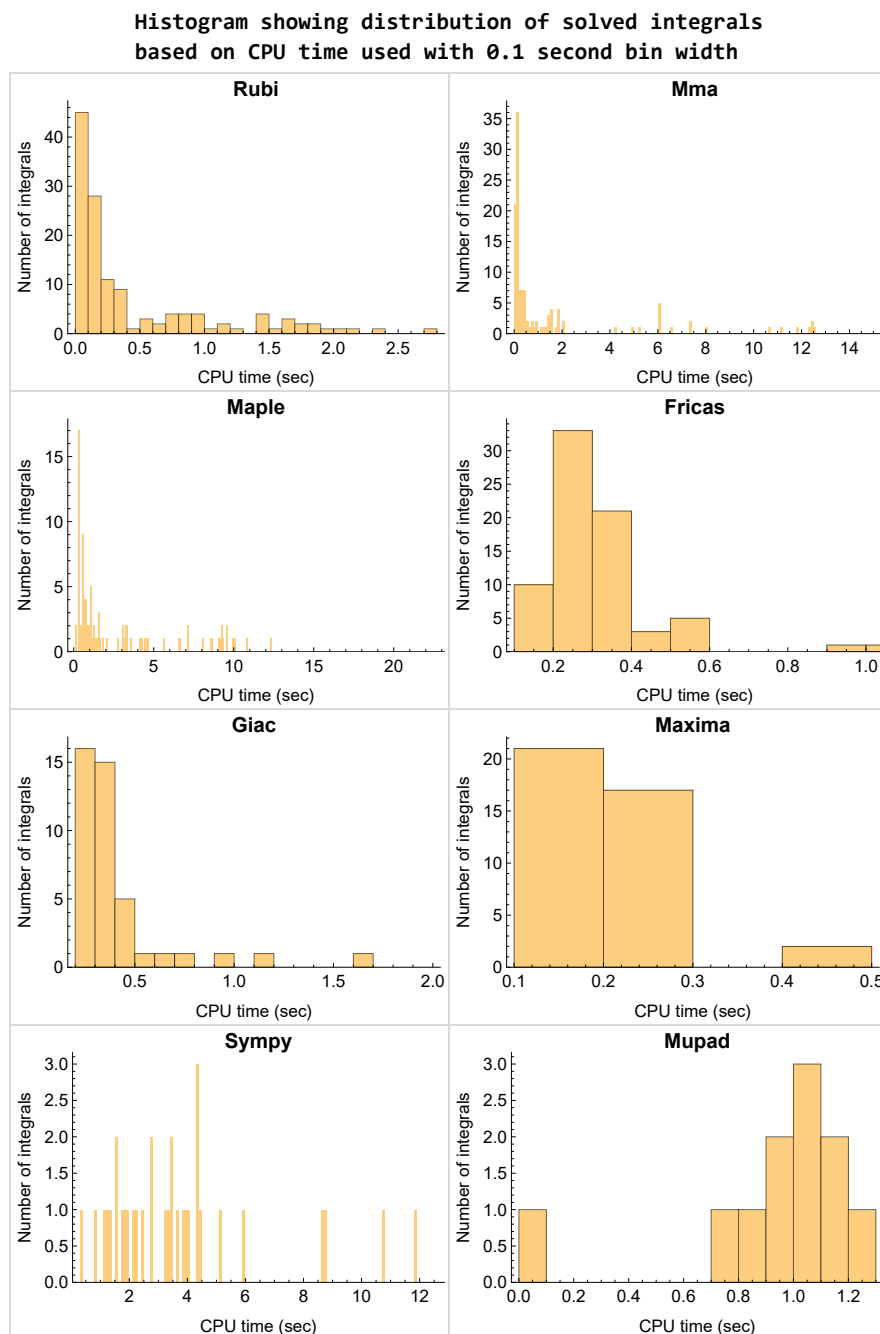 Histogram showing distribution of solved integrals
based on CPU time used with 0.1 second bin width
Rubi
Number of integrals
40
30
20
10
0
0.0 0.5 1.0 1.5 2.0 2.5
CPU time (sec)
Mma
Number of integrals
35
30
25
20
15
10
5
0
0 2 4 6 8 10 12 14
CPU time (sec)
Maple
Number of integrals
15
10
5
0
0 5 10 15 20
CPU time (sec)
Fricas
Number of integrals
30
25
20
15
10
5
0
0.2 0.4 0.6 0.8 1.0
CPU time (sec)
Giac
Number of integrals
15
10
5
0
0.5 1.0 1.5 2.0
CPU time (sec)
Maxima
Number of integrals
20
15
10
5
0
0.1 0.2 0.3 0.4 0.5
CPU time (sec)
Sympy
Number of integrals
3.0
2.5
2.0
1.5
1.0
0.5
0.0
2 4 6 8 10 12
CPU time (sec)
Mupad
Number of integrals
3.0
2.5
2.0
1.5
1.0
0.5
0.0
0.0 0.2 0.4 0.6 0.8 1.0 1.2
CPU time (sec)